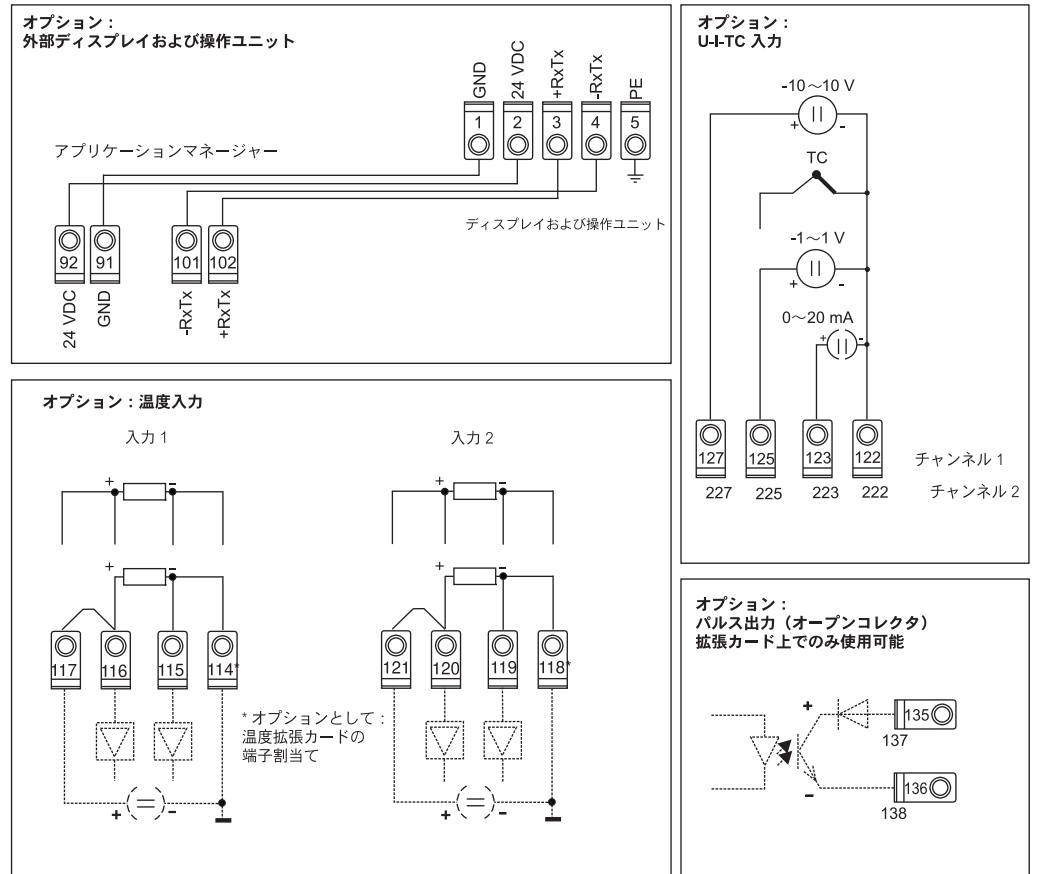 オプション：
外部ディスプレイおよび操作ユニット
GND
24 VDC
+RxTx
-RxTx
PE
1
2
3
4
5
アプリケーションマネージャー
ディスプレイおよび操作ユニット
92
91
101
102
24 VDC
GND
-RxTx
+RxTx
オプション：
U-I-TC 入力
-10～10 V
+
-
TC
-1～1 V
+
-
0～20 mA
+
-
127
125
123
122
チャンネル 1
227
225
223
222
チャンネル 2
オプション：温度入力
入力 1
入力 2
+
-
+
-
+
-
+
-
117
116
115
114*
121
120
119
118*
* オプションとして：
温度拡張カードの
端子割当て
+
-
+
-
オプション：
パルス出力（オープンコレクタ）
拡張カード上でのみ使用可能
+
135
137
-
136
138